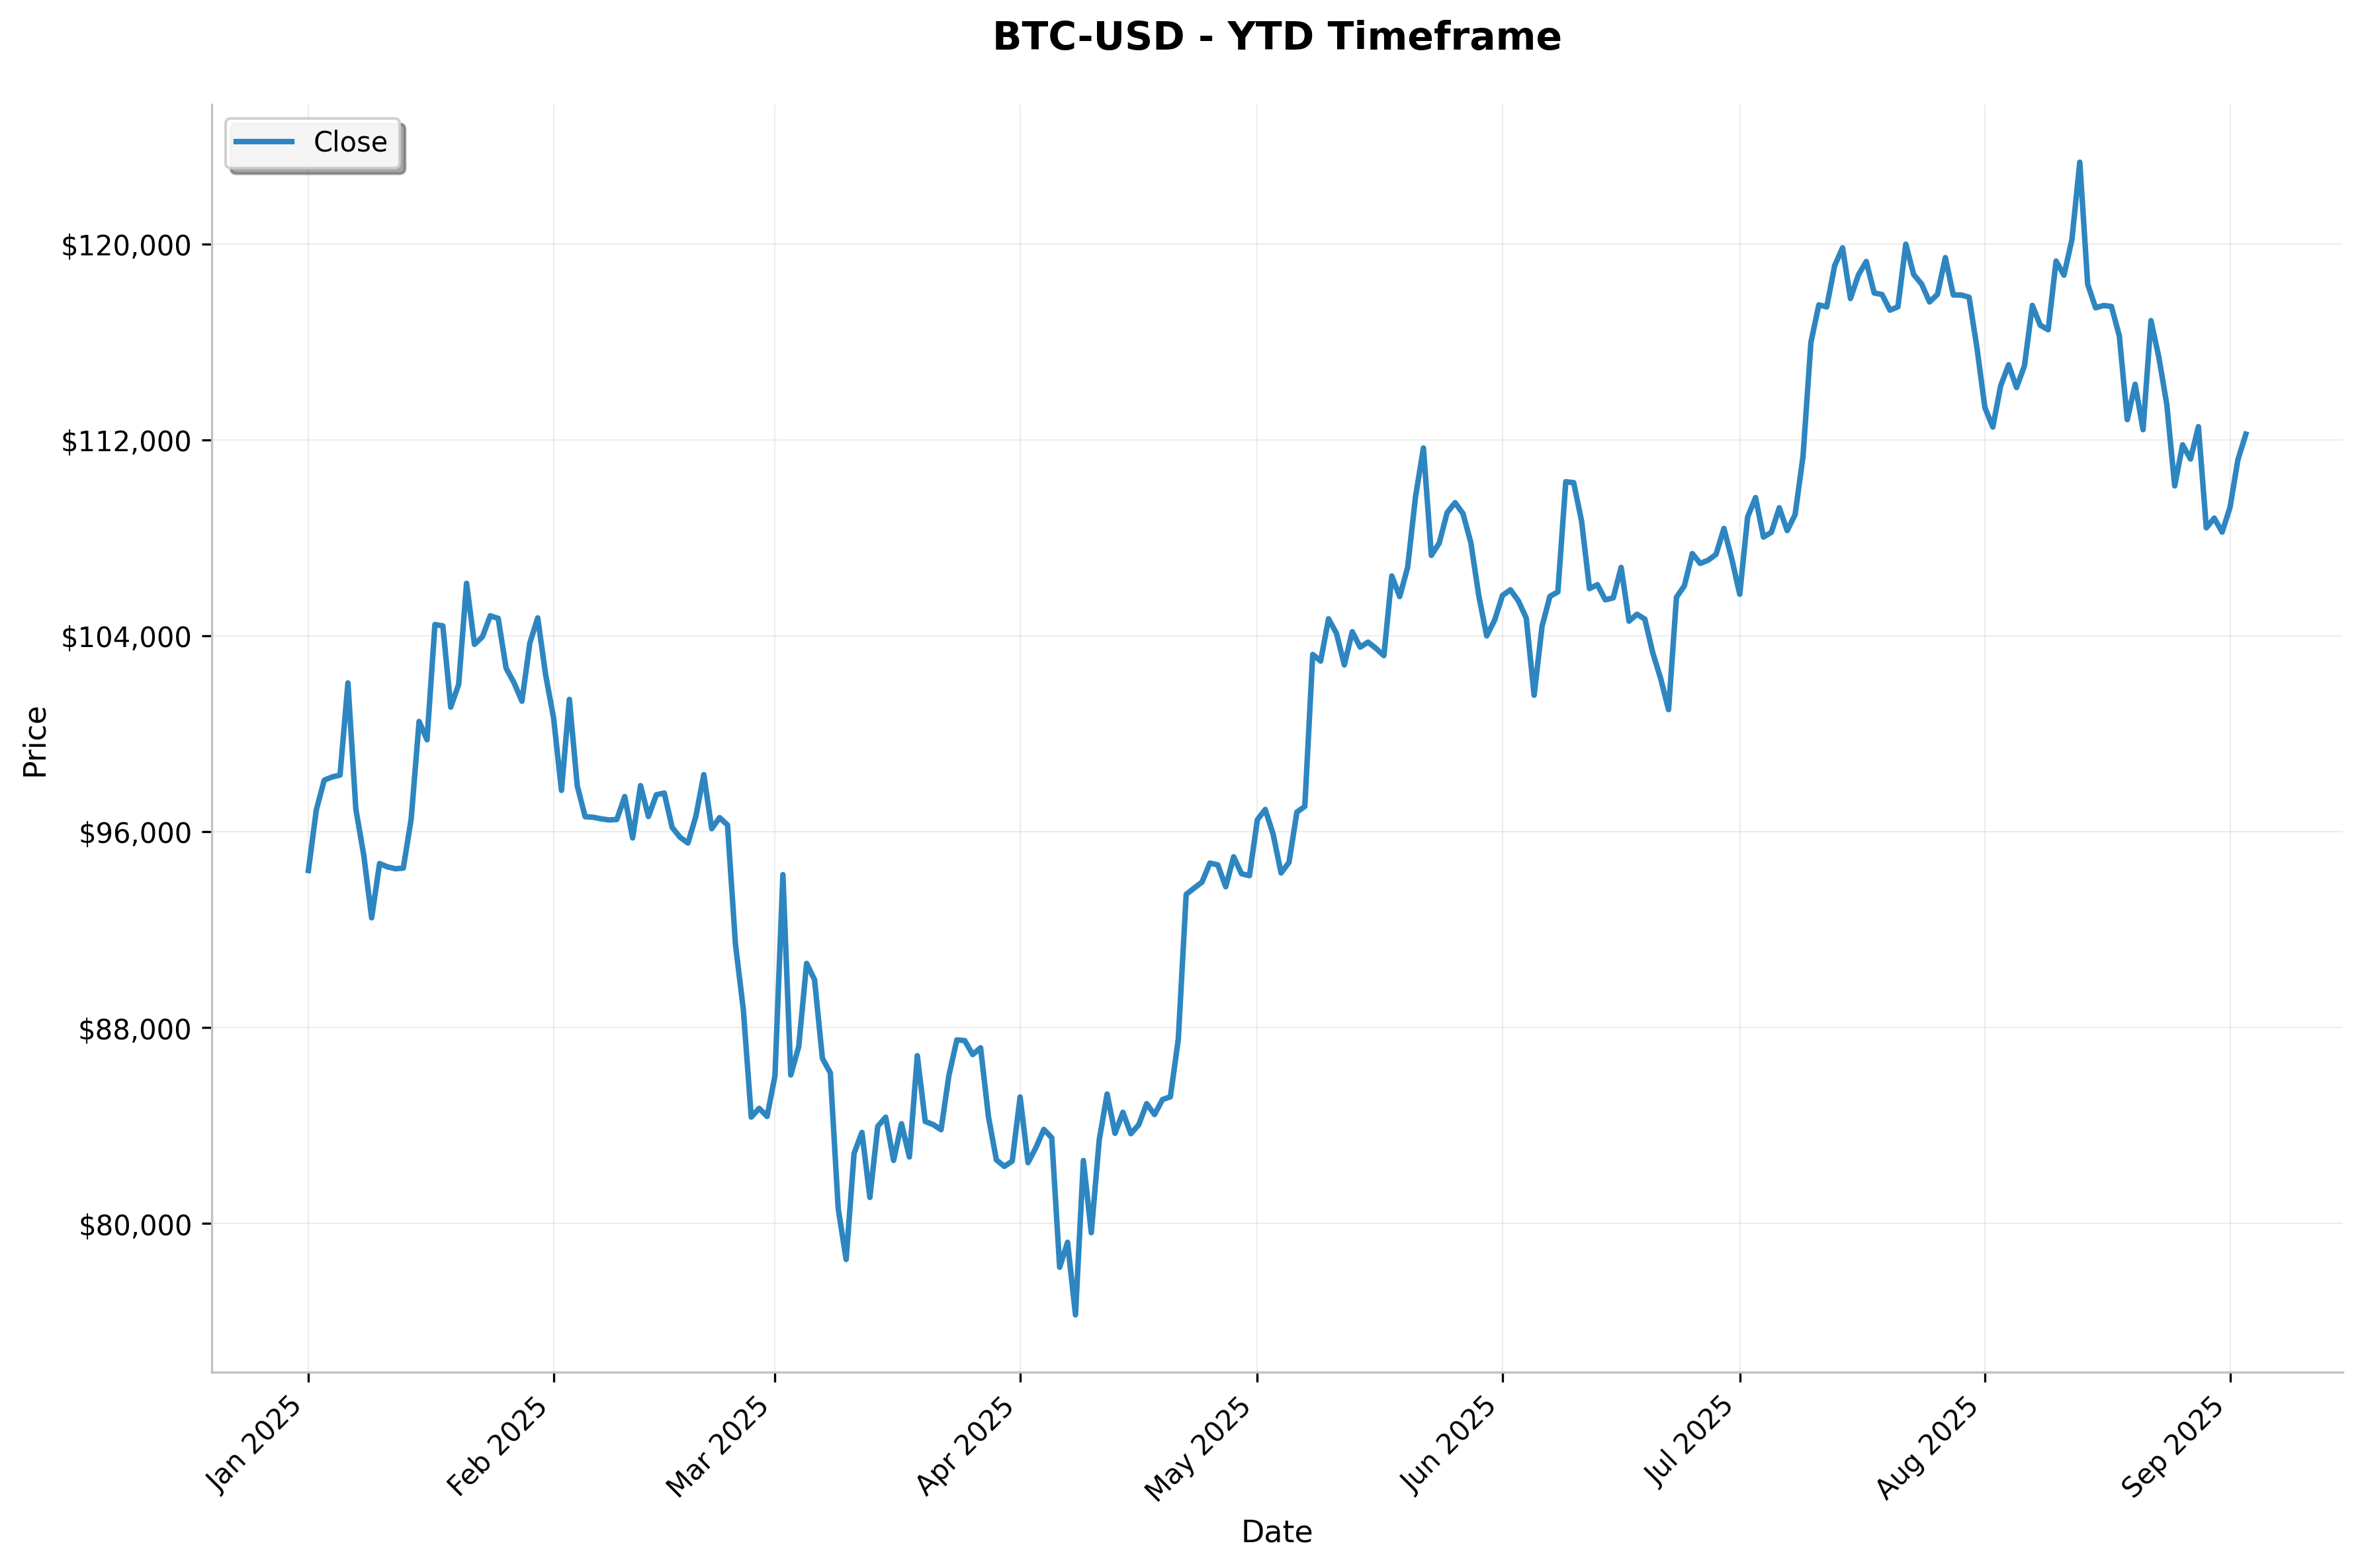 BTC-USD - YTD Timeframe
Close
$120,000
$112,000
$104,000
$96,000
$88,000
$80,000
Price
Jan 2025
Feb 2025
Mar 2025
Apr 2025
May 2025
Jun 2025
Jul 2025
Aug 2025
Sep 2025
Date